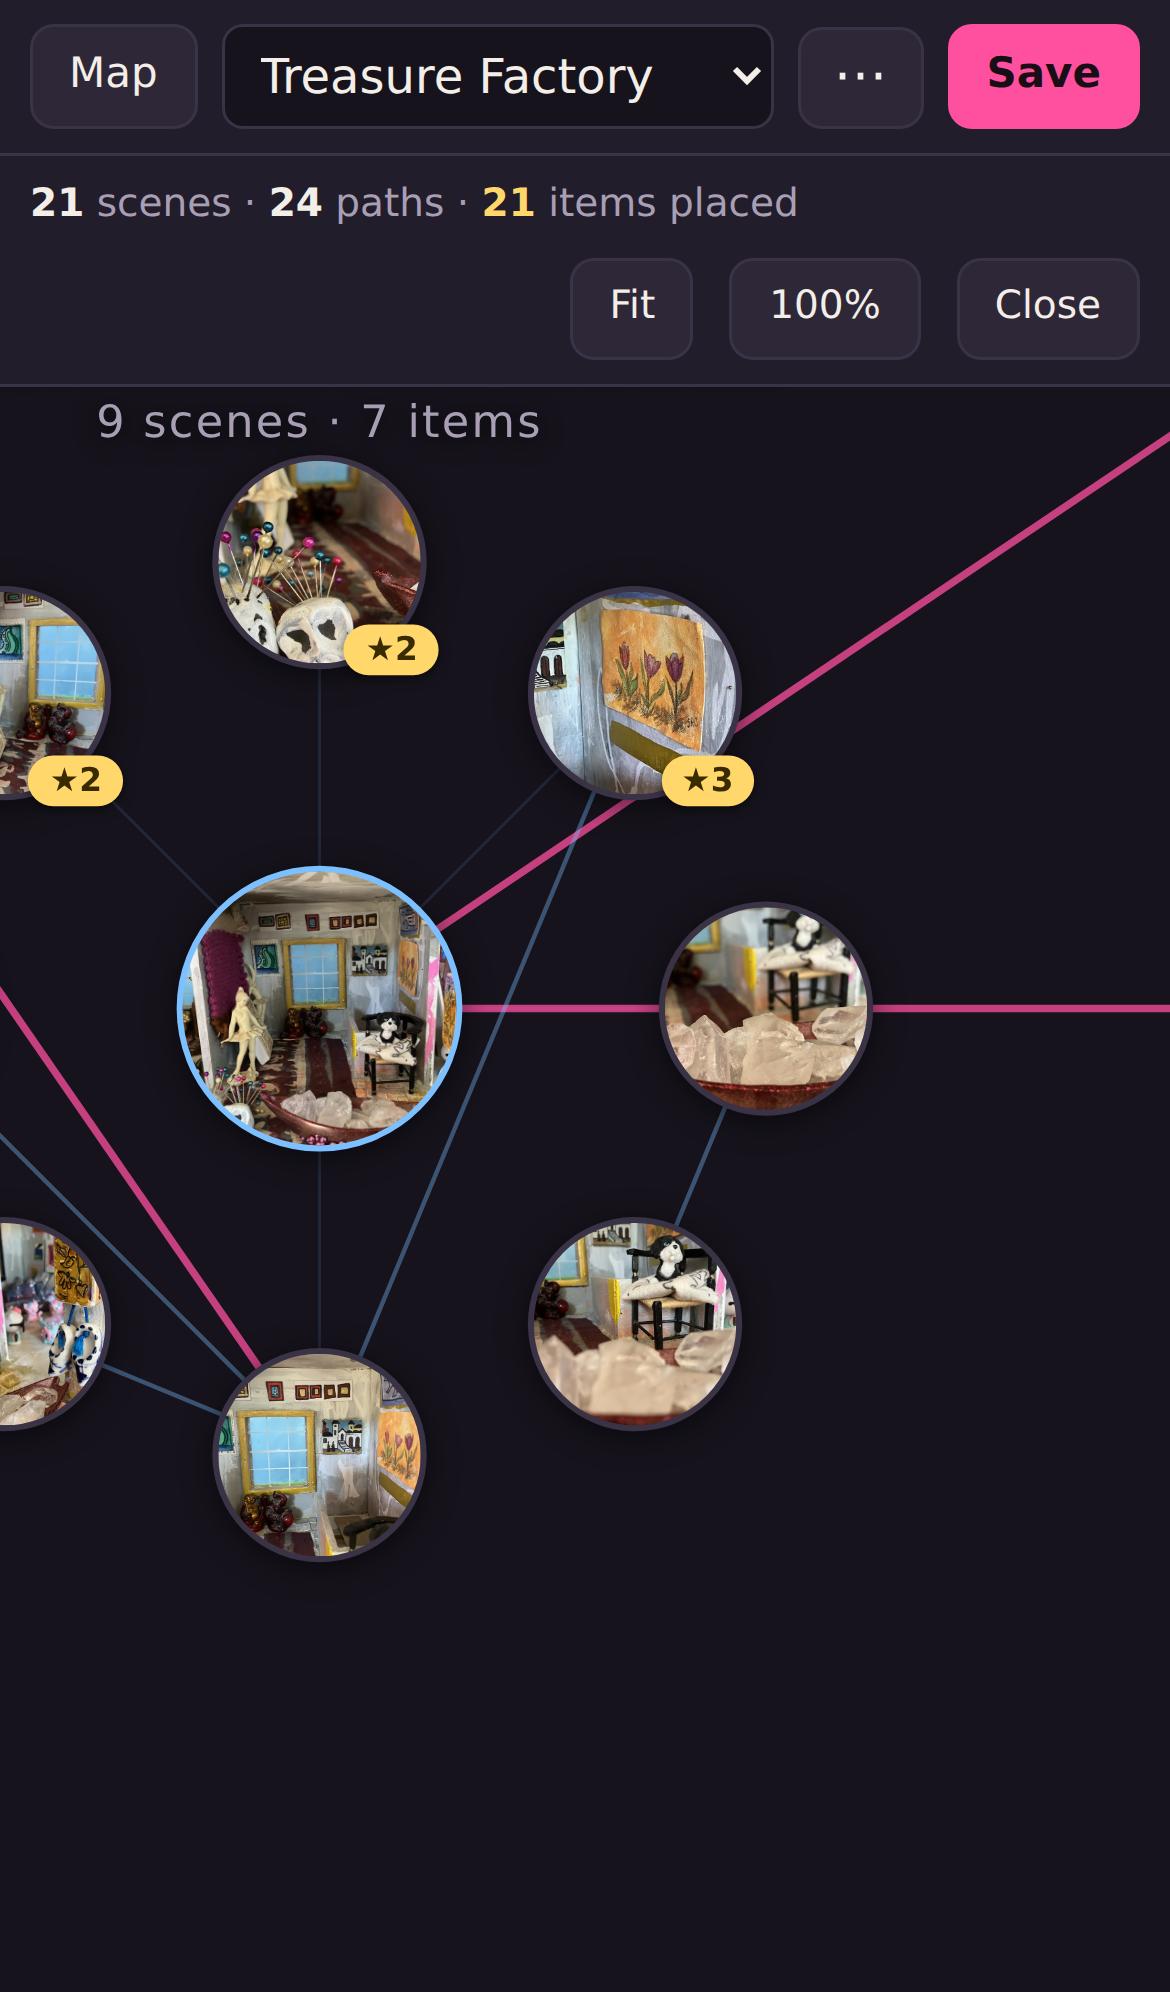 Map
Treasure Factory
⋯
Save
21 scenes · 24 paths · 21 items placed
Fit
100%
Close
9 scenes · 7 items
★2
★3
★2